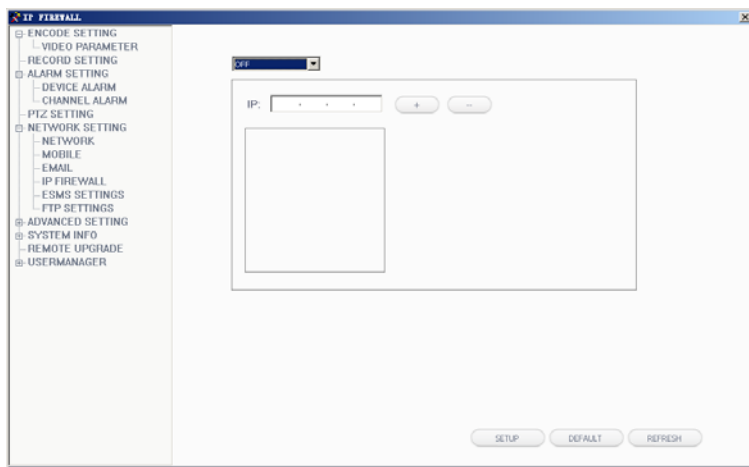 IP FIREWALL
ENCODE SETTING
VIDEO PARAMETER
RECORD SETTING
ALARM SETTING
DEVICE ALARM
CHANNEL ALARM
PTZ SETTING
NETWORK SETTING
NETWORK
MOBILE
EMAIL
IP FIREWALL
ESMS SETTINGS
FTP SETTINGS
ADVANCED SETTING
SYSTEM INFO
REMOTE UPGRADE
USERMANAGER
OFF
IP: . . . + -
SETUP DEFAULT REFRESH